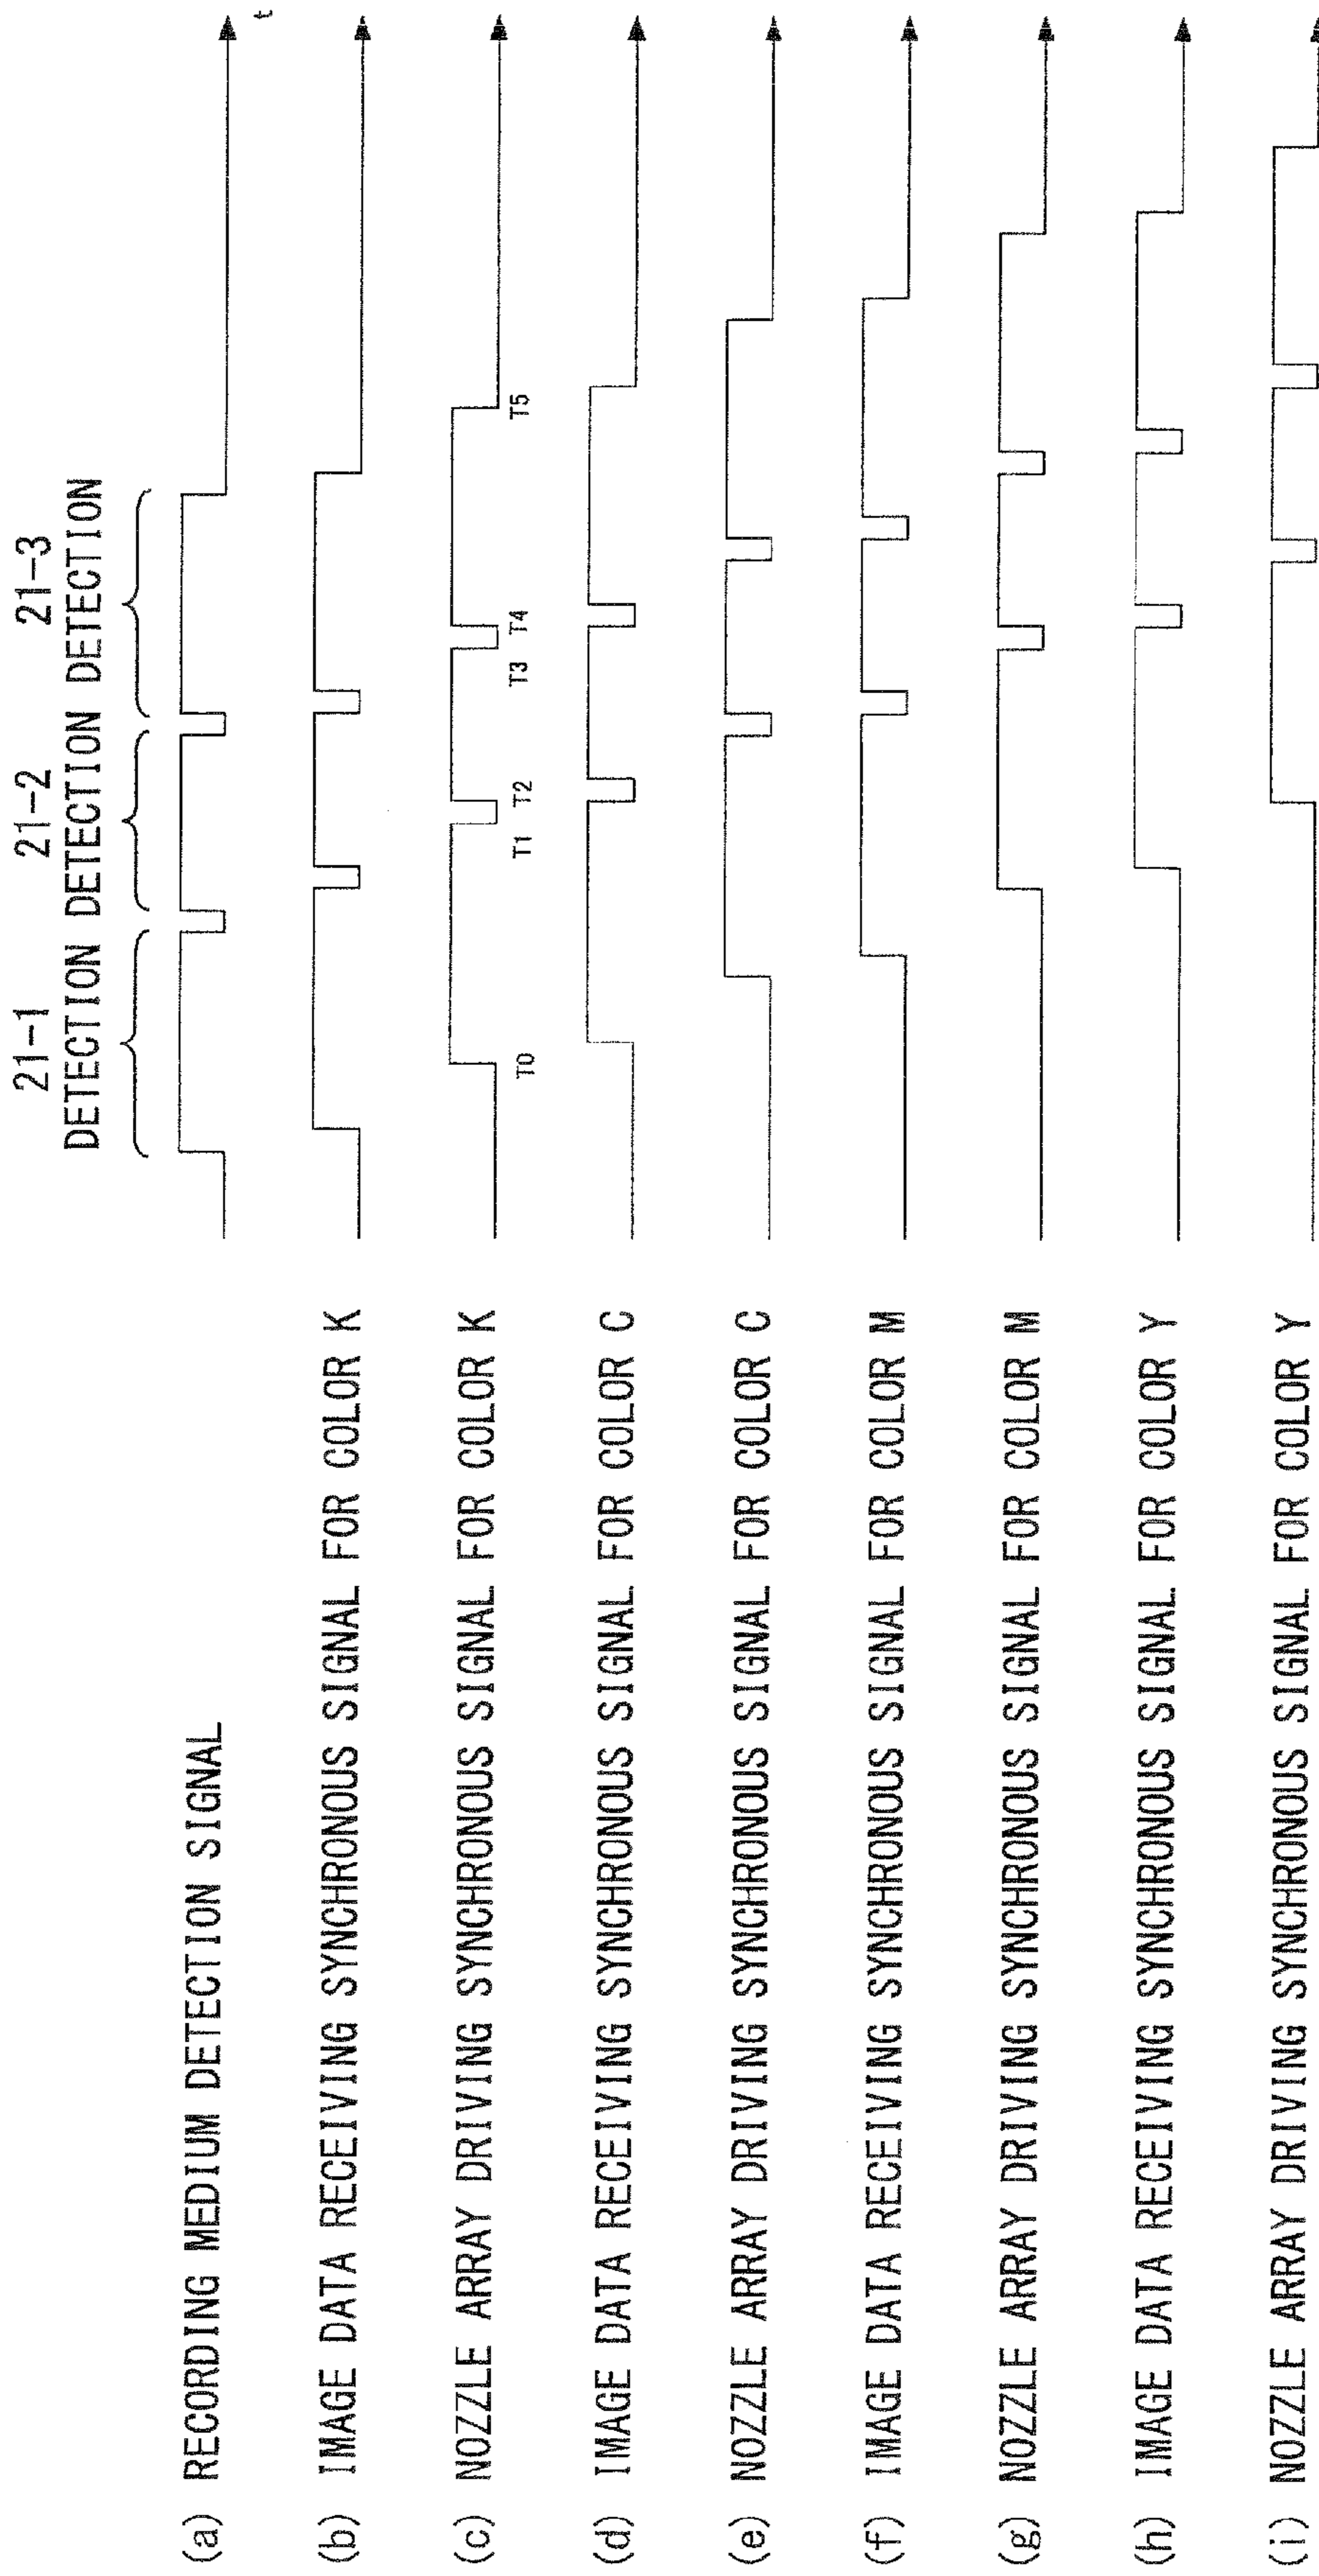 21-1 21-2 21-3
DETECTION DETECTION DETECTION
(a) RECORDING MEDIUM DETECTION SIGNAL
t
(b) IMAGE DATA RECEIVING SYNCHRONOUS SIGNAL FOR COLOR K
(c) NOZZLE ARRAY DRIVING SYNCHRONOUS SIGNAL FOR COLOR K
T0 T1 T2 T3 T4 T5
(d) IMAGE DATA RECEIVING SYNCHRONOUS SIGNAL FOR COLOR C
(e) NOZZLE ARRAY DRIVING SYNCHRONOUS SIGNAL FOR COLOR C
(f) IMAGE DATA RECEIVING SYNCHRONOUS SIGNAL FOR COLOR M
(g) NOZZLE ARRAY DRIVING SYNCHRONOUS SIGNAL FOR COLOR M
(h) IMAGE DATA RECEIVING SYNCHRONOUS SIGNAL FOR COLOR Y
(i) NOZZLE ARRAY DRIVING SYNCHRONOUS SIGNAL FOR COLOR Y